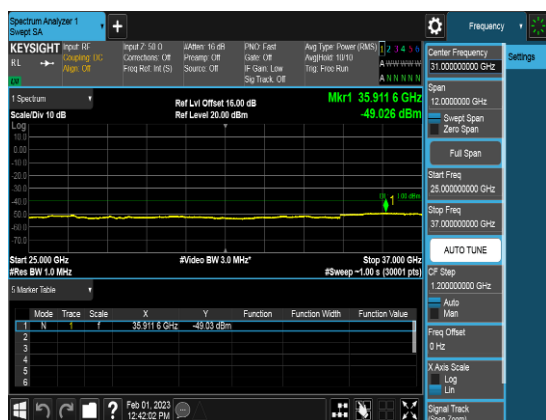 Spectrum Analyzer 1
Swept SA
Frequency
KEYSIGHT
RL
Input: RF
Coupling: DC
Align: Off
Input Z: 50 Ω
Corrections: Off
Freq Ref: Int (S)
#Atten: 16 dB
Preamp: Off
Source: Off
PNO: Fast
Gate: Off
IF Gain: Low
Sig Track: Off
Avg Type: Power (RMS)
Avg|Hold: 10/10
Trig: Free Run
1 2 3 4 5 6
A W W W W W
A N N N N N
1 Spectrum
Scale/Div 10 dB
Ref Lvl Offset 16.00 dB
Ref Level 20.00 dBm
Mkr1 35.911 6 GHz
-49.026 dBm
Log
10.0
0.00
-10.0
-20.0
-30.0
-40.0
-50.0
-60.0
-70.0
1
Start 25.000 GHz
#Res BW 1.0 MHz
#Video BW 3.0 MHz*
Stop 37.000 GHz
#Sweep ~1.00 s (30001 pts)
5 Marker Table
Mode Trace Scale X Y Function Function Width Function Value
1 N 1 f 35.911 6 GHz -49.03 dBm
2
3
4
5
6
Feb 01, 2023
12:42:02 PM
Center Frequency
31.000000000 GHz
Settings
Span
12.0000000 GHz
Swept Span
Zero Span
Full Span
Start Freq
25.000000000 GHz
Stop Freq
37.000000000 GHz
AUTO TUNE
CF Step
1.200000000 GHz
Auto
Man
Freq Offset
0 Hz
X Axis Scale
Log
Lin
Signal Track
(Span Zoom)